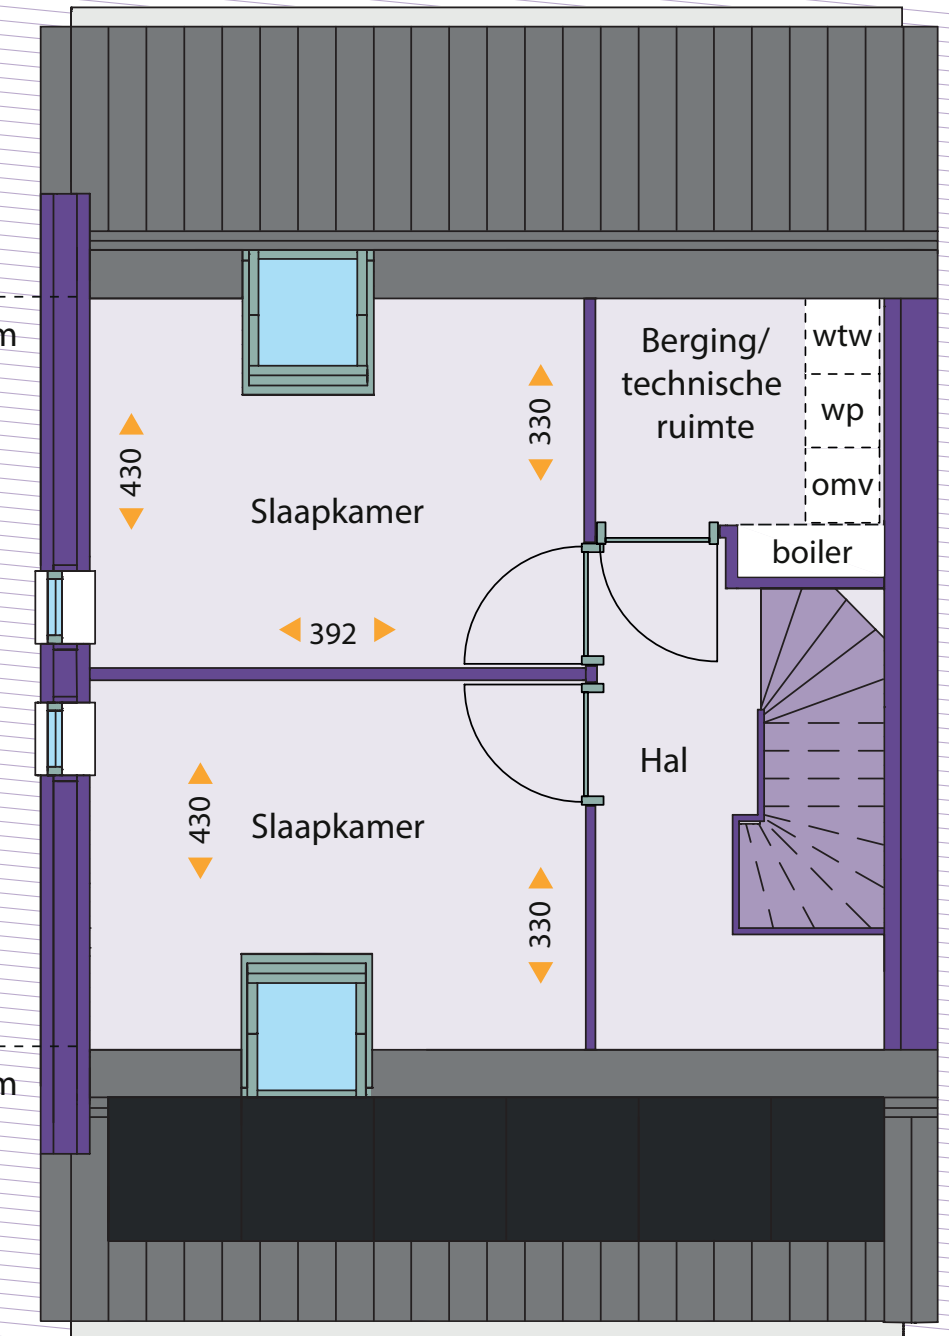 m
Berging/
technische
ruimte
wtw
wp
omv
boiler
430
330
Slaapkamer
392
Hal
430
Slaapkamer
330
m